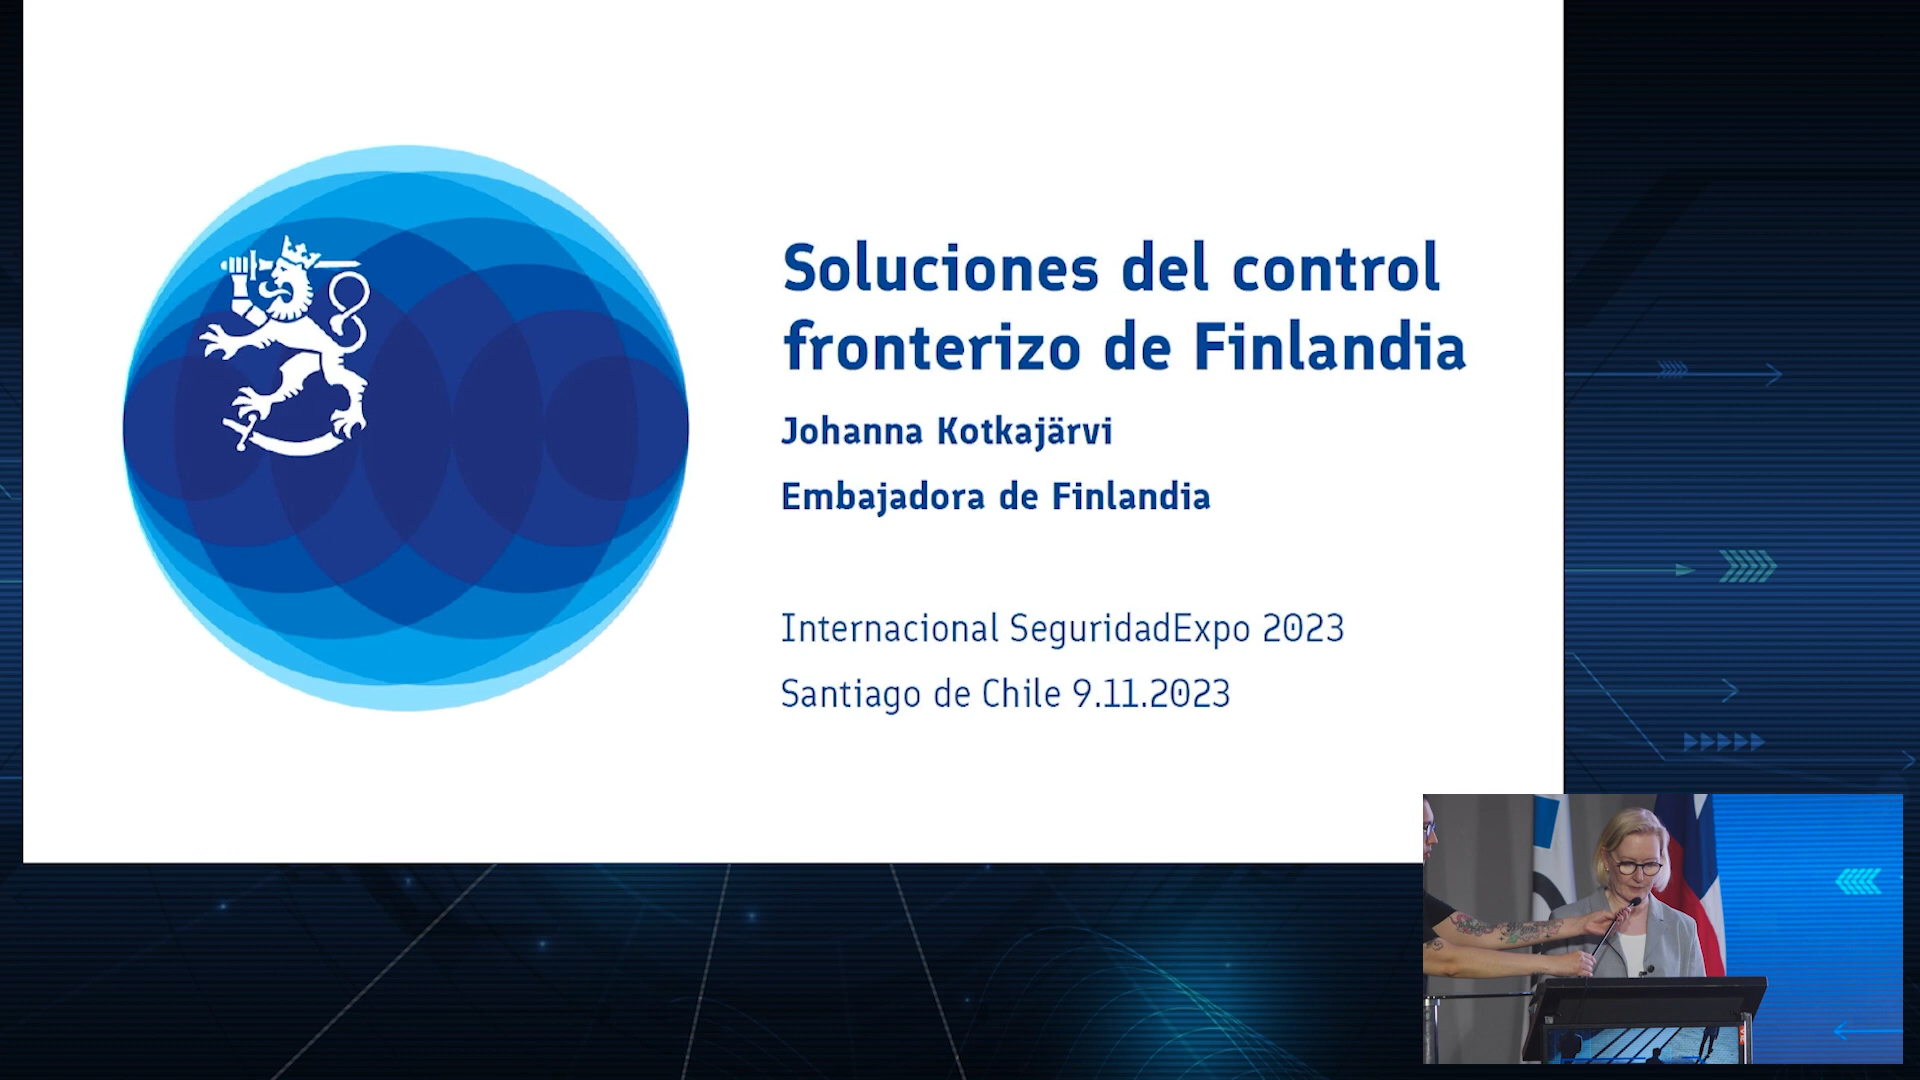 Soluciones del control
fronterizo de Finlandia
Johanna Kotkajärvi
Embajadora de Finlandia
Internacional SeguridadExpo 2023
Santiago de Chile 9.11.2023